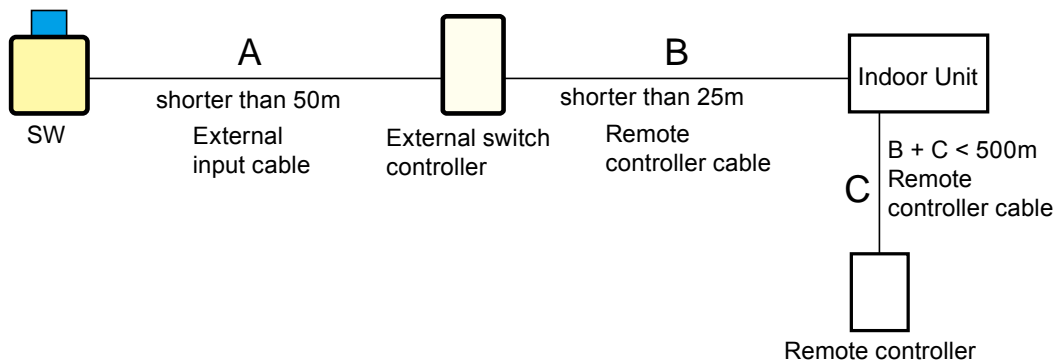 A
shorter than 50m
External
input cable
SW
External switch
controller
B
shorter than 25m
Remote
controller cable
Indoor Unit
B + C < 500m
Remote
controller cable
C
Remote controller